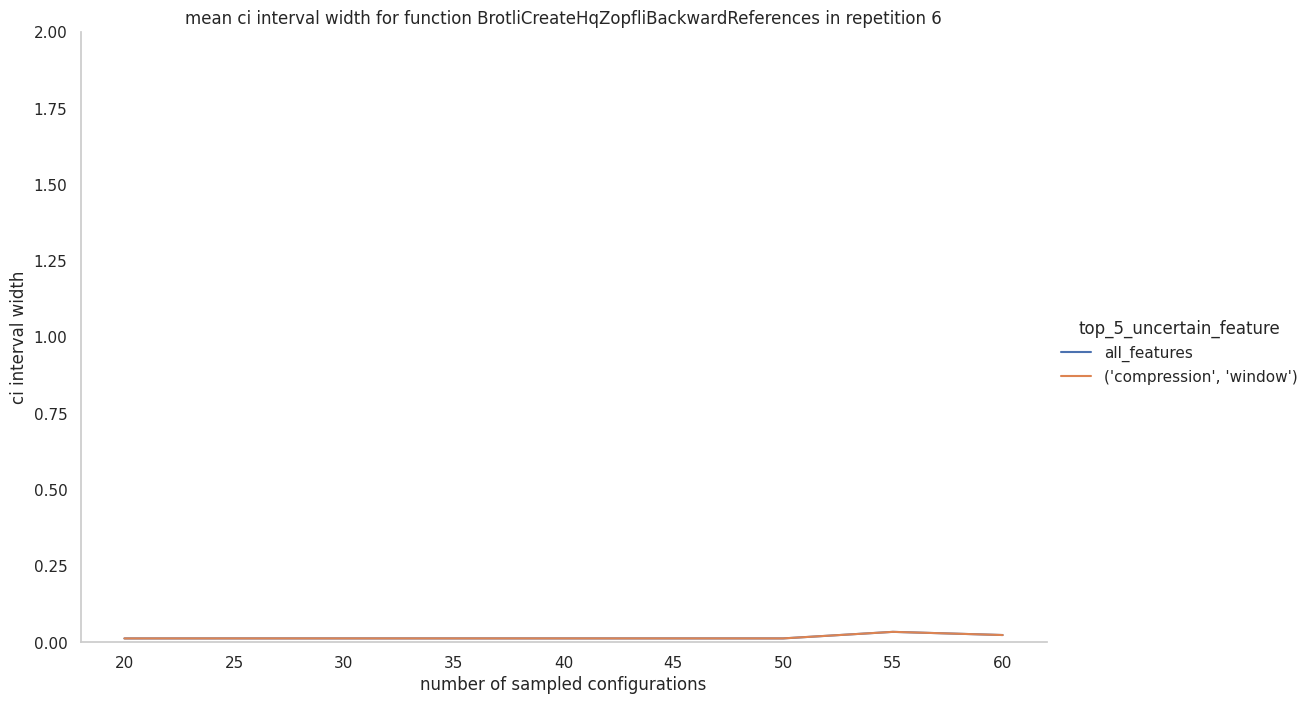 mean ci interval width for function BrotliCreateHqZopfliBackwardReferences in repetition 6
2.00
1.75
1.50
1.25
1.00
0.75
0.50
0.25
0.00
ci interval width
20 25 30 35 40 45 50 55 60
number of sampled configurations
top_5_uncertain_feature
all_features
('compression', 'window')